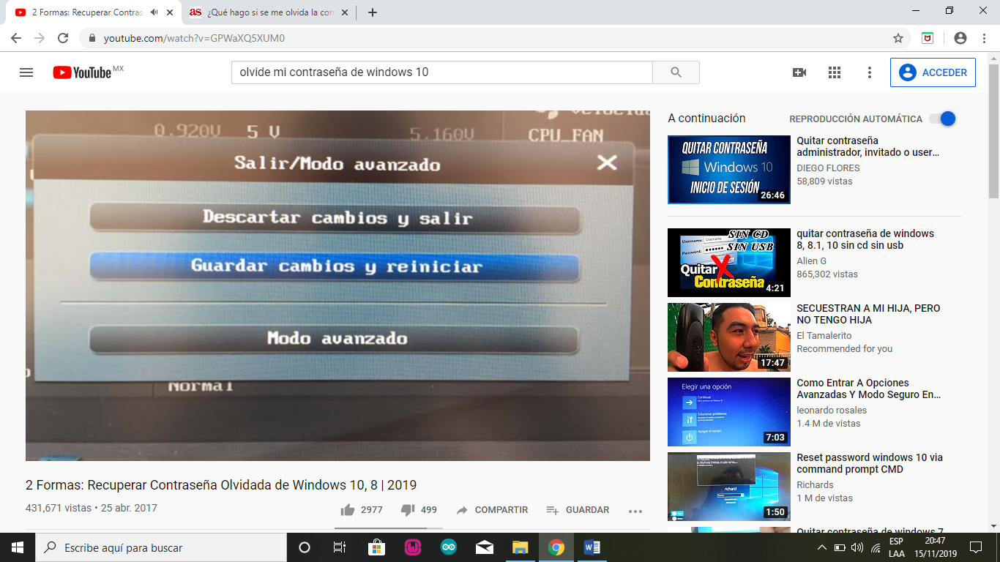 2 Formas: Recuperar Contras
¿Qué hago si se me olvida la con
youtube.com/watch?v=GPWaXQ5XUM0
YouTube MX
olvide mi contraseña de windows 10
ACCEDER
0.920V 5 V 5.160V CPU_FAN
Salir/Modo avanzado
Descartar cambios y salir
Guardar cambios y reiniciar
Modo avanzado
Normal
2 Formas: Recuperar Contraseña Olvidada de Windows 10, 8 | 2019
431,671 vistas • 25 abr. 2017
2977
499
COMPARTIR
GUARDAR
A continuación
REPRODUCCIÓN AUTOMÁTICA
QUITAR CONTRASEÑA
Windows 10
INICIO DE SESIÓN
26:46
Quitar contraseña
administrador, invitado o user...
DIEGO FLORES
58,809 vistas
SIN CD
SIN USB
Username: Username
Password:
Quitar
Contraseña
4:21
quitar contraseña de windows
8, 8.1, 10 sin cd sin usb
Alien G
865,302 vistas
17:47
SECUESTRAN A MI HIJA, PERO
NO TENGO HIJA
El Tamalerito
Recommended for you
Elegir una opción
Continuar
Solucionar problemas
Apagar el equipo
7:03
Como Entrar A Opciones
Avanzadas Y Modo Seguro En...
leonardo rosales
1.4 M de vistas
richard
1:50
Reset password windows 10 via
command prompt CMD
Richards
1 M de vistas
Quitar contraseña de windows 7
Escribe aquí para buscar
ESP
LAA
20:47
15/11/2019